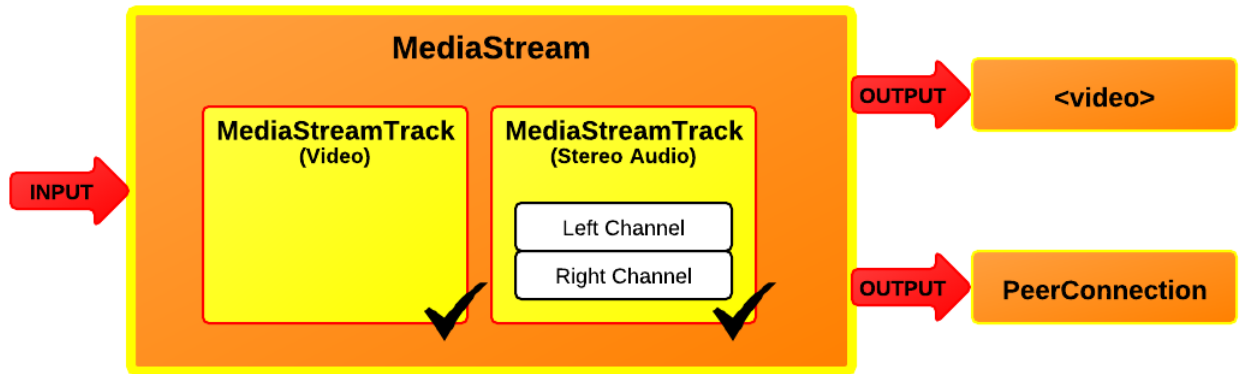 MediaStream
INPUT
MediaStreamTrack
(Video)
MediaStreamTrack
(Stereo Audio)
Left Channel
Right Channel
OUTPUT
<video>
OUTPUT
PeerConnection